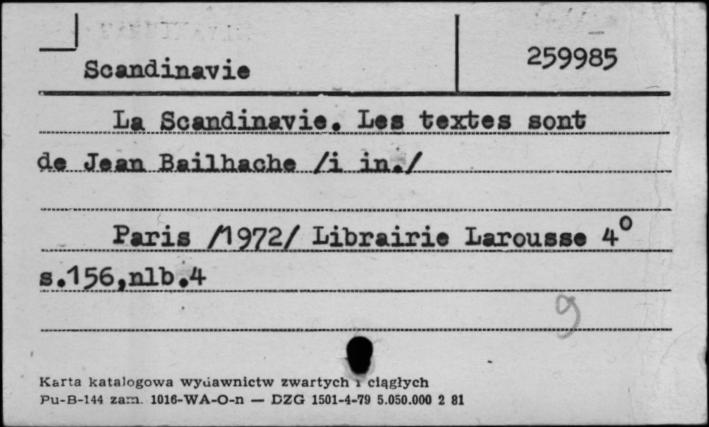 Scandinavie
259985
La Scandinavie. Les textes sont
de Jean Bailhache /i in./
Paris /1972/ Librairie Larousse 4°
s.156,nlb.4
9
Karta katalogowa wydawnictw zwartych i ciągłych
Pu-B-144 zam. 1016-WA-O-n — DZG 1501-4-79 5.050.000 2 81